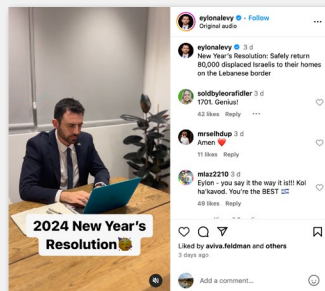 eylonalevy • Follow
Original audio
eylonalevy 3 d
New Year's Resolution: Safely return
80,000 displaced Israelis to their homes
on the Lebanese border
soldbyleorafidler 3 d
1701. Genius!
42 likes Reply
mrselhdup 3 d
Amen ❤️
11 likes Reply
mlaz2210 3 d
Eylon - you say it the way it is!!! Kol
ha'kavod. You're the BEST 🇮🇱
49 likes Reply
2024 New Year's
Resolution
Liked by aviva.feldman and others
3 days ago
Add a comment...